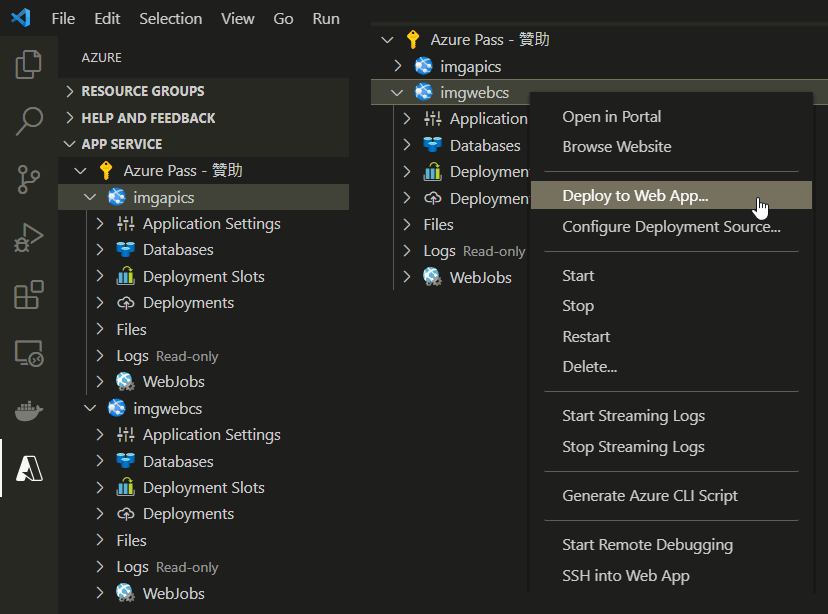 File Edit Selection View Go Run
AZURE
RESOURCE GROUPS
HELP AND FEEDBACK
APP SERVICE
Azure Pass - 贊助
imgapics
Application Settings
Databases
Deployment Slots
Deployments
Files
Logs Read-only
WebJobs
imgwebcs
Application Settings
Databases
Deployment Slots
Deployments
Files
Logs Read-only
WebJobs
Azure Pass - 贊助
imgapics
imgwebcs
Application
Databases
Deploymen
Deploymen
Files
Logs Read-only
WebJobs
Open in Portal
Browse Website
Deploy to Web App...
Configure Deployment Source...
Start
Stop
Restart
Delete...
Start Streaming Logs
Stop Streaming Logs
Generate Azure CLI Script
Start Remote Debugging
SSH into Web App